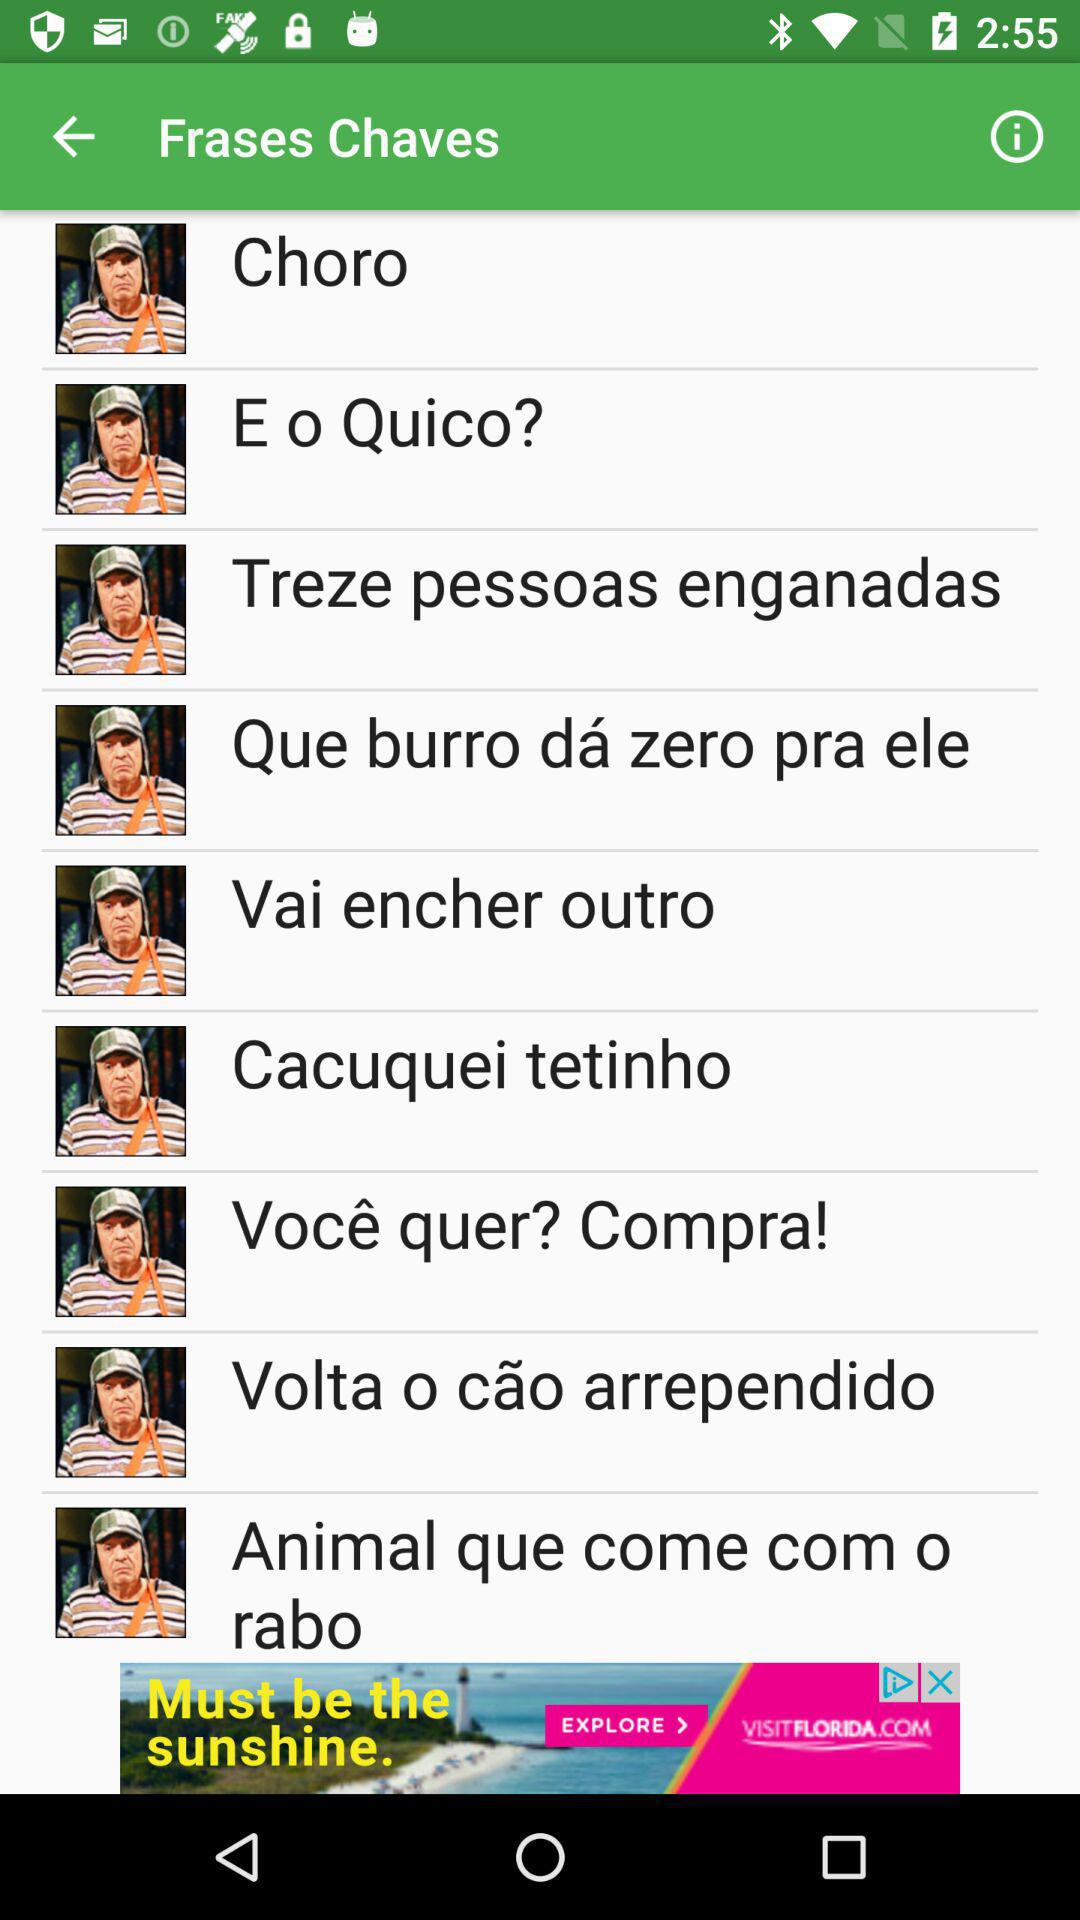 FAKE
2:55
Frases Chaves
Choro
E o Quico?
Treze pessoas enganadas
Que burro dá zero pra ele
Vai encher outro
Cacuquei tetinho
Você quer? Compra!
Volta o cão arrependido
Animal que come com o
rabo
Must be the
sunshine.
EXPLORE
VISITFLORIDA.COM